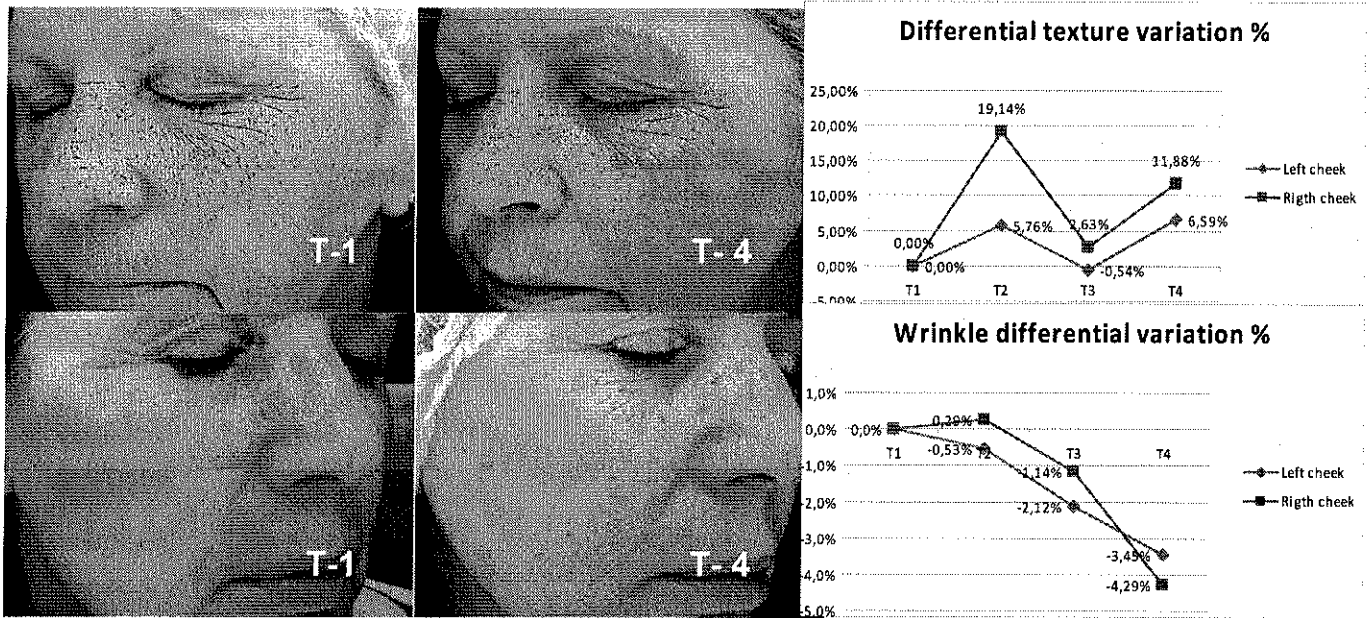 T-1
T-4
T-1
T-4
Differential texture variation %
25,00%
20,00%
15,00%
10,00%
5,00%
0,00%
-5,00%
0,00%
0,00%
19,14%
5,76%
2,63%
-0,54%
11,88%
6,59%
T1
T2
T3
T4
Left cheek
Rigth cheek
Wrinkle differential variation %
1,0%
0,0%
-1,0%
-2,0%
-3,0%
-4,0%
-5,0%
0,0%
0,29%
-0,53%
-1,14%
-2,12%
-3,45%
-4,29%
T1
T2
T3
T4
Left cheek
Rigth cheek